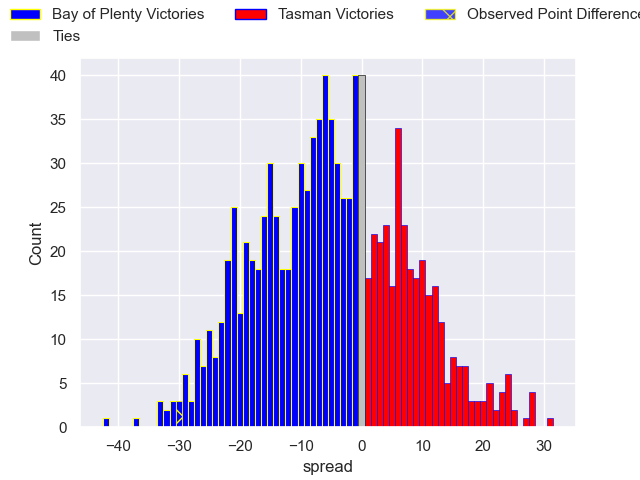 Bay of Plenty Victories Tasman Victories Observed Point Difference
Ties
40
35
30
25
20
15
10
5
0
Count
−40 −30 −20 −10 0 10 20 30
spread